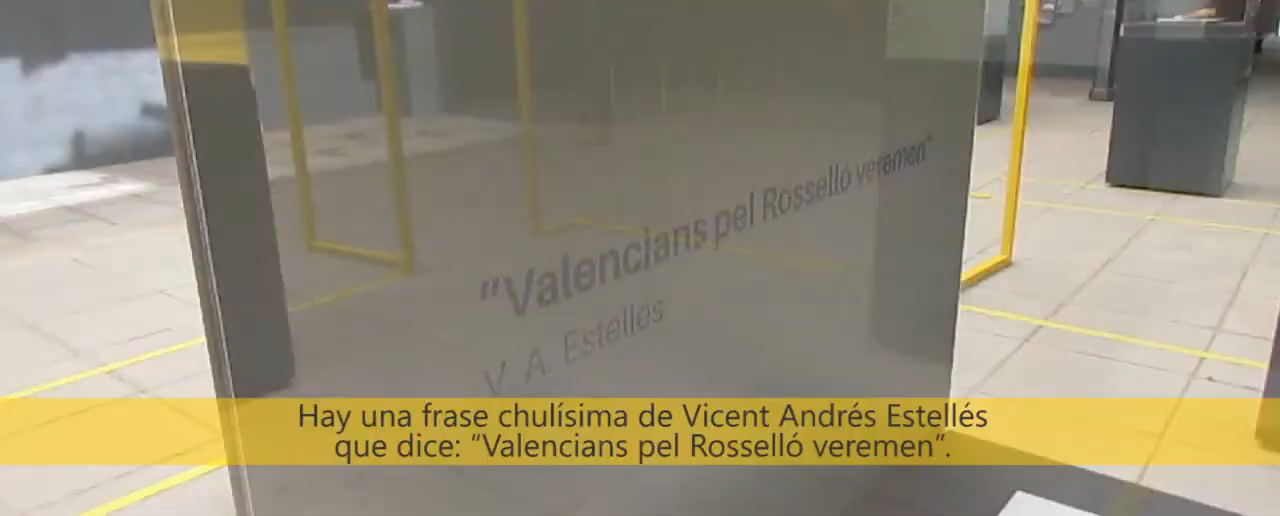 "Valencians pel Rosselló veremen"
V. A. Estellés
Hay una frase chulísima de Vicent Andrés Estellés
que dice: “Valencians pel Rosselló veremen”.